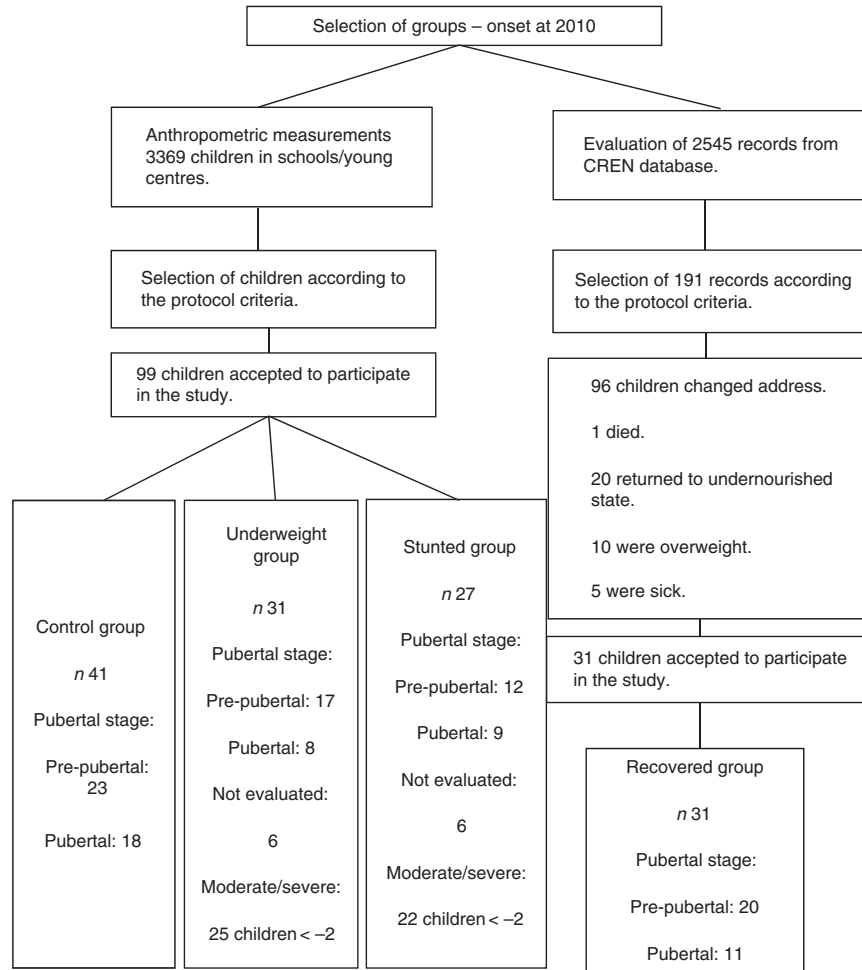 Selection of groups – onset at 2010
Anthropometric measurements
3369 children in schools/young
centres.
Evaluation of 2545 records from
CREN database.
Selection of children according to
the protocol criteria.
Selection of 191 records according
to the protocol criteria.
99 children accepted to participate
in the study.
96 children changed address.
1 died.
20 returned to undernourished
state.
10 were overweight.
5 were sick.
Control group
n 41
Pubertal stage:
Pre-pubertal:
23
Pubertal: 18
Underweight
group
n 31
Pubertal stage:
Pre-pubertal: 17
Pubertal: 8
Not evaluated:
6
Moderate/severe:
25 children < –2
Stunted group
n 27
Pubertal stage:
Pre-pubertal: 12
Pubertal: 9
Not evaluated:
6
Moderate/severe:
22 children < –2
31 children accepted to participate
in the study.
Recovered group
n 31
Pubertal stage:
Pre-pubertal: 20
Pubertal: 11